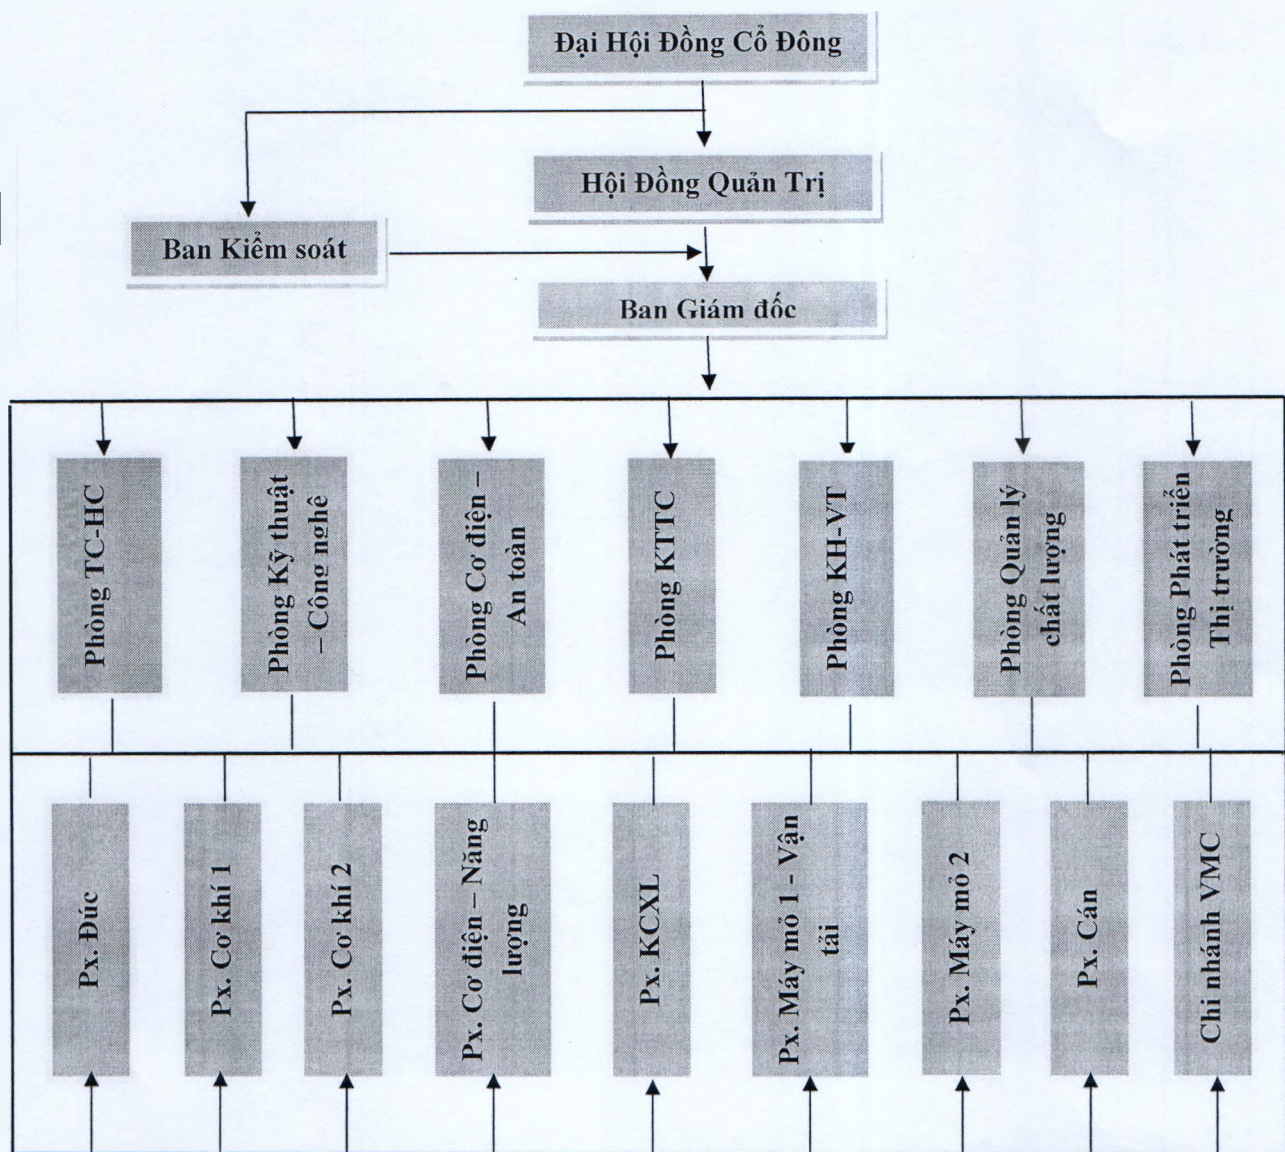 Đại Hội Đồng Cổ Đông
Hội Đồng Quản Trị
Ban Kiểm soát
Ban Giám đốc
Phòng TC-HC
Phòng Kỹ thuật
– Công nghê
Phòng Cơ điện –
An toàn
Phòng KTTC
Phòng KH-VT
Phòng Quản lý
chất lượng
Phòng Phát triển
Thị trường
Px. Đúc
Px. Cơ khí 1
Px. Cơ khí 2
Px. Cơ điện – Năng
lượng
Px. KCXL
Px. Máy mỏ 1 - Vận
tải
Px. Máy mỏ 2
Px. Cán
Chi nhánh VMC